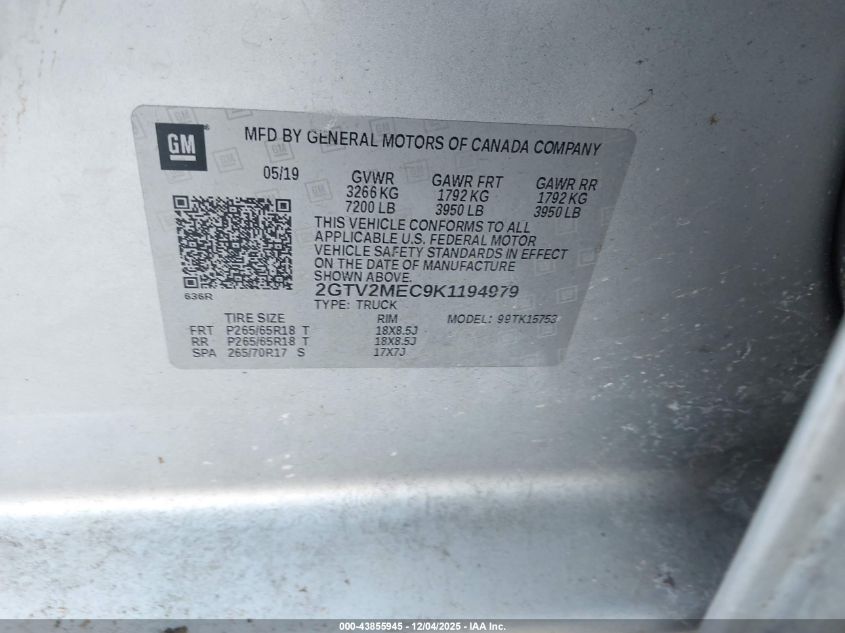 GM
MFD BY GENERAL MOTORS OF CANADA COMPANY
05/19 GVWR GAWR FRT GAWR RR
3266 KG 1792 KG 1792 KG
7200 LB 3950 LB 3950 LB
THIS VEHICLE CONFORMS TO ALL
APPLICABLE U.S. FEDERAL MOTOR
VEHICLE SAFETY STANDARDS IN EFFECT
ON THE DATE OF MANUFACTURE
SHOWN ABOVE.
636R
2GTV2MEC9K1194979
TYPE: TRUCK
TIRE SIZE RIM MODEL: 99TK15753
FRT P265/65R18 T 18X8.5J
RR P265/65R18 T 18X8.5J
SPA 265/70R17 S 17X7J
000-43855945 - 12/04/2025 - IAA Inc.